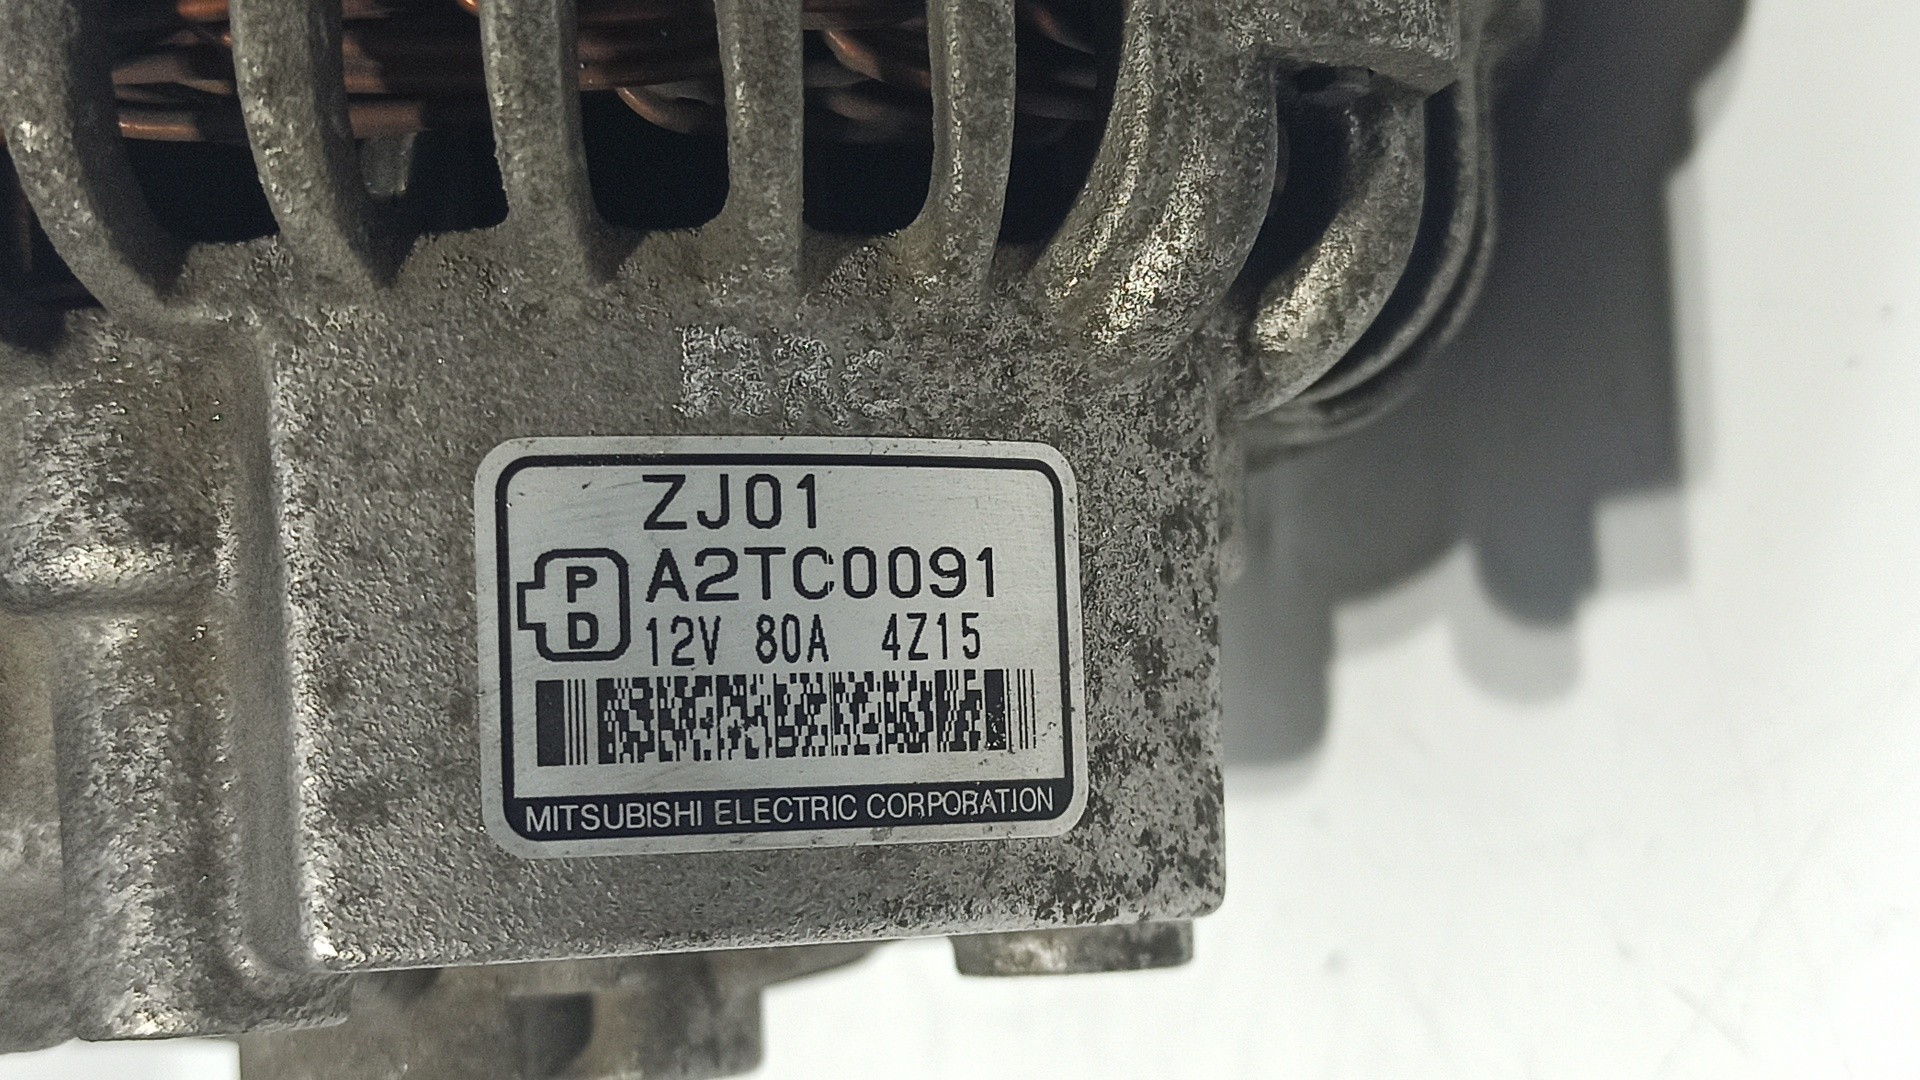 ZJ01
P
D
A2TC0091
12V 80A 4Z15
MITSUBISHI ELECTRIC CORPORATION